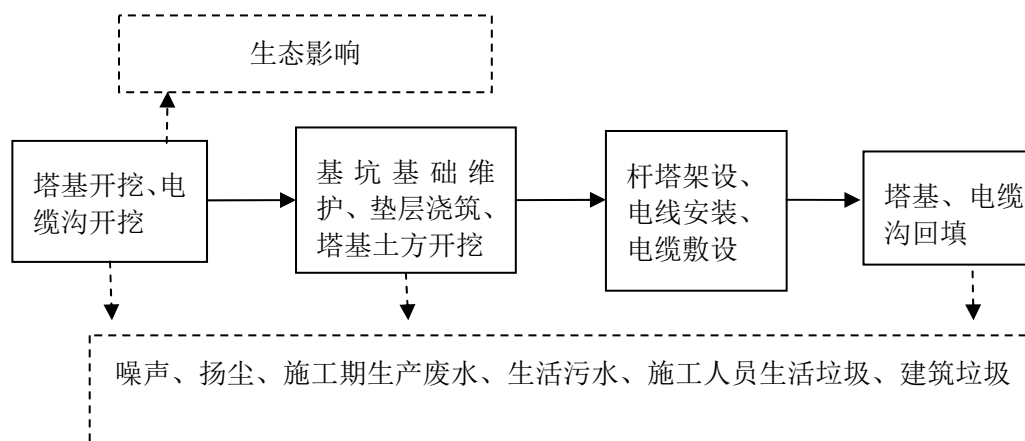 生态影响
塔基开挖、电
缆沟开挖
基坑基础维
护、垫层浇筑、
塔基土方开挖
杆塔架设、
电线安装、
电缆敷设
塔基、电缆
沟回填
噪声、扬尘、施工期生产废水、生活污水、施工人员生活垃圾、建筑垃圾